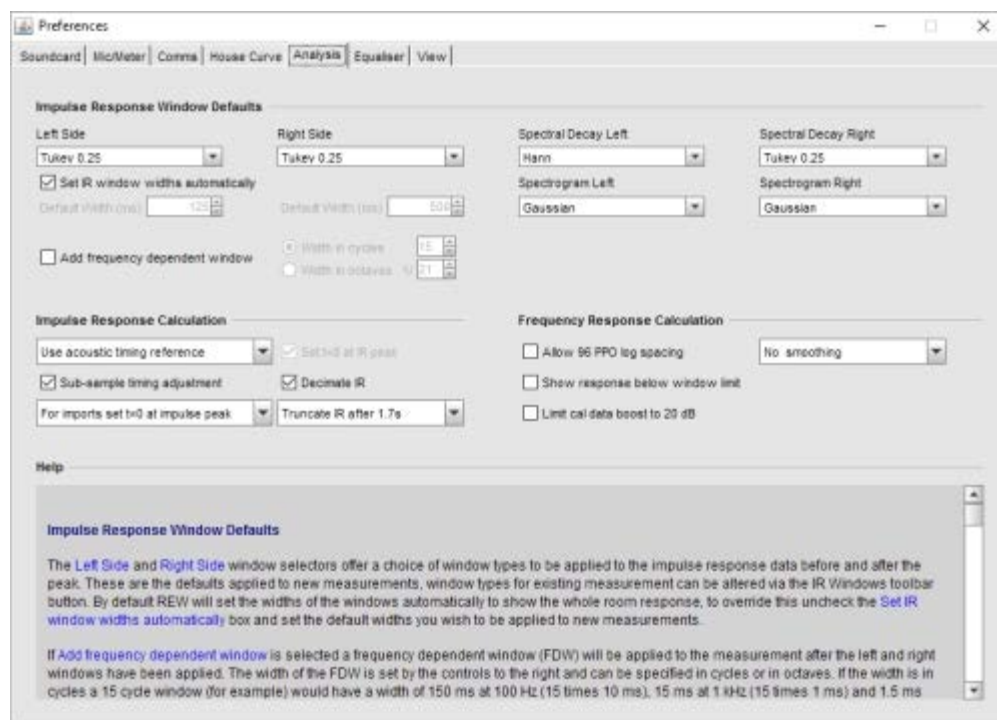 Preferences
Soundcard Mic/Meter Comms House Curve Analysis Equaliser View
Impulse Response Window Defaults
Left Side Right Side Spectral Decay Left Spectral Decay Right
Tukey 0.25 Tukey 0.25 Hann Tukey 0.25
Set IR window widths automatically Spectrogram Left Spectrogram Right
Default Width (ms) 125 Default Width (ms) 500 Gaussian Gaussian
Add frequency dependent window
Width in cycles 15
Width in octaves 1/ 21
Impulse Response Calculation Frequency Response Calculation
Use acoustic timing reference Set t=0 at IR peak Allow 96 PPO log spacing No smoothing
Sub-sample timing adjustment Decimate IR Show response below window limit
For imports set t=0 at impulse peak Truncate IR after 1.7s Limit cal data boost to 20 dB
Help
Impulse Response Window Defaults
The Left Side and Right Side window selectors offer a choice of window types to be applied to the impulse response data before and after the
peak. These are the defaults applied to new measurements, window types for existing measurement can be altered via the IR Windows toolbar
button. By default REW will set the widths of the windows automatically to show the whole room response, to override this uncheck the Set IR
window widths automatically box and set the default widths you wish to be applied to new measurements.
If Add frequency dependent window is selected a frequency dependent window (FDW) will be applied to the measurement after the left and right
windows have been applied. The width of the FDW is set by the controls to the right and can be specified in cycles or in octaves. If the width is in
cycles a 15 cycle window (for example) would have a width of 150 ms at 100 Hz (15 times 10 ms), 15 ms at 1 kHz (15 times 1 ms) and 1.5 ms